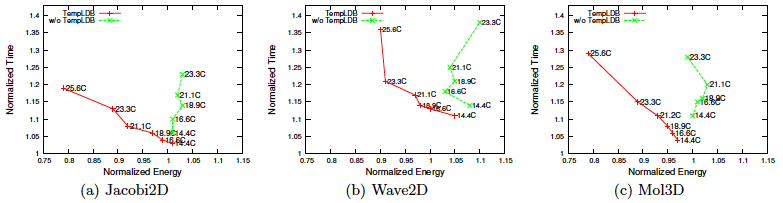 TempLDB
w/o TempLDB
Normalized Time
1.4
1.35
1.3
1.25
1.2
1.15
1.1
1.05
1
25.6C
23.3C
21.1C
18.9C
16.6C
14.4C
23.3C
21.1C
18.9C
16.6C
14.4C
0.75 0.8 0.85 0.9 0.95 1 1.05 1.1 1.15
Normalized Energy
(a) Jacobi2D
TempLDB
w/o TempLDB
Normalized Time
1.4
1.35
1.3
1.25
1.2
1.15
1.1
1.05
1
25.6C
23.3C
21.1C
18.9C
16.6C
14.4C
23.3C
21.1C
18.9C
16.6C
14.4C
0.75 0.8 0.85 0.9 0.95 1 1.05 1.1 1.15
Normalized Energy
(b) Wave2D
TempLDB
w/o TempLDB
Normalized Time
1.4
1.35
1.3
1.25
1.2
1.15
1.1
1.05
1
25.6C
23.3C
21.2C
18.9C
16.6C
14.4C
23.3C
21.1C
18.9C
16.6C
14.4C
0.75 0.8 0.85 0.9 0.95 1 1.05 1.1 1.15
Normalized Energy
(c) Mol3D